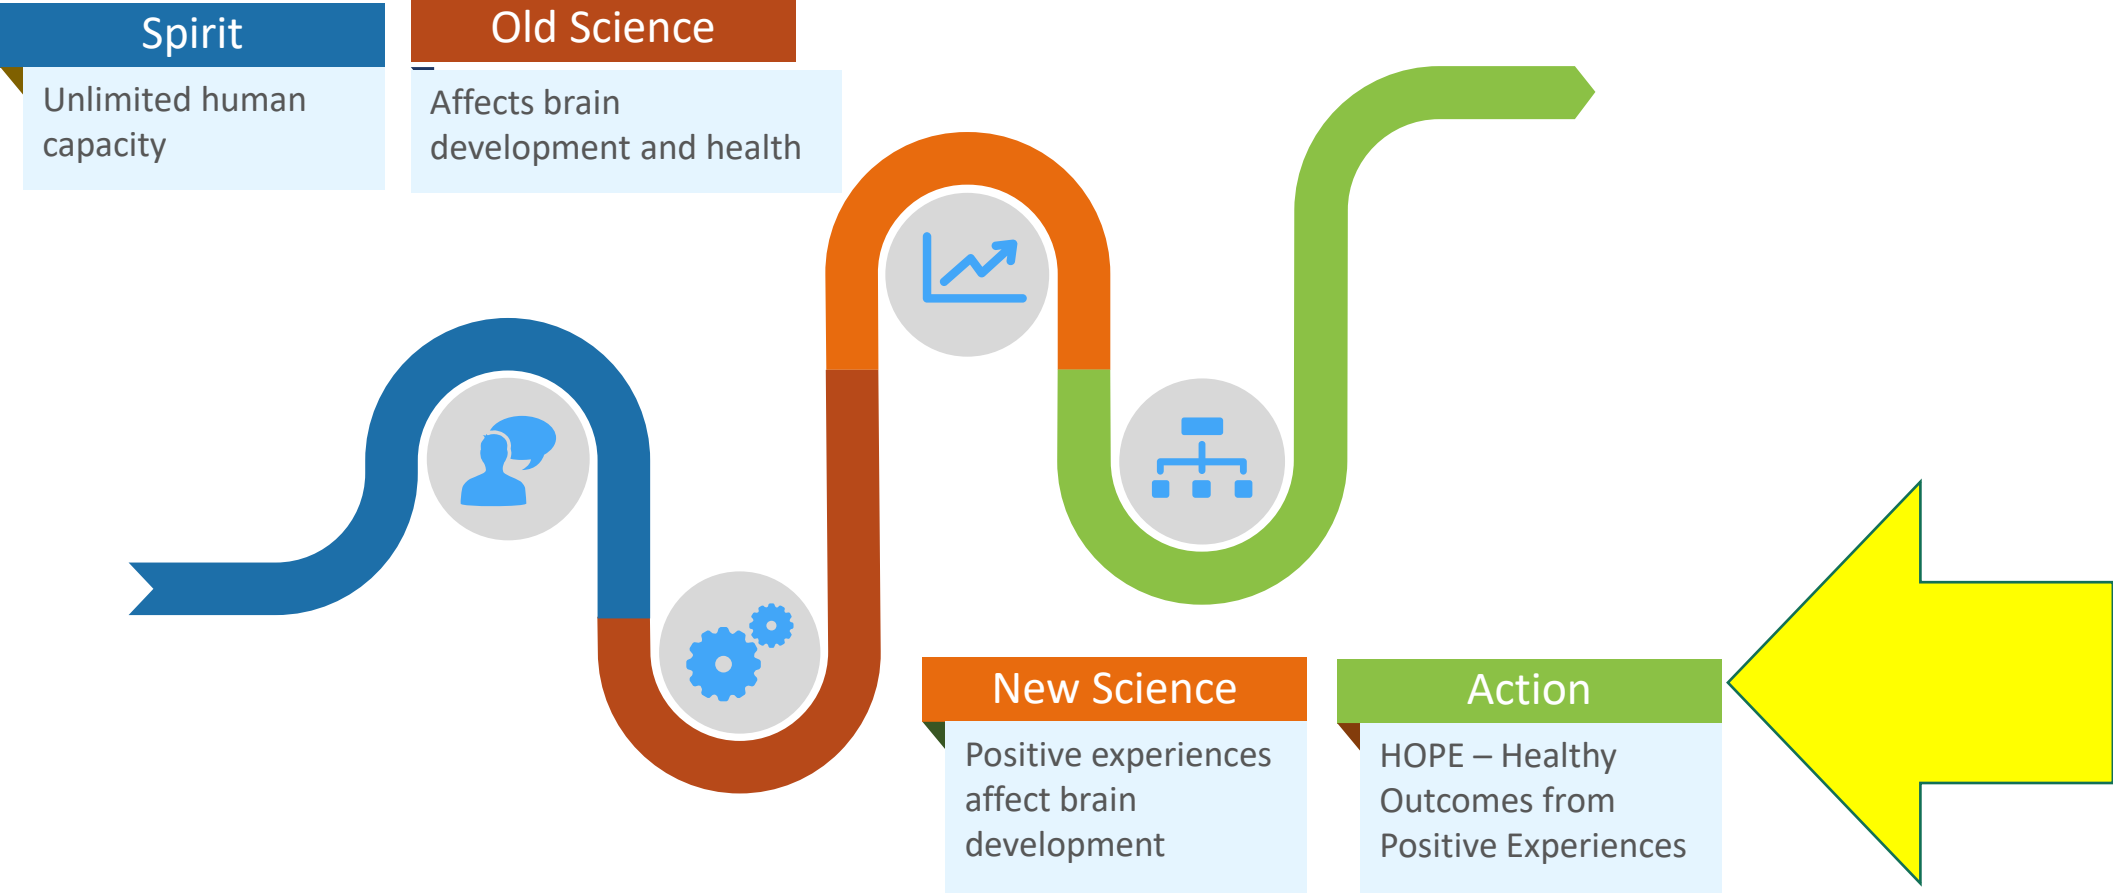 Spirit
Unlimited human
capacity
Old Science
Affects brain
development and health
New Science
Positive experiences
affect brain
development
Action
HOPE – Healthy
Outcomes from
Positive Experiences